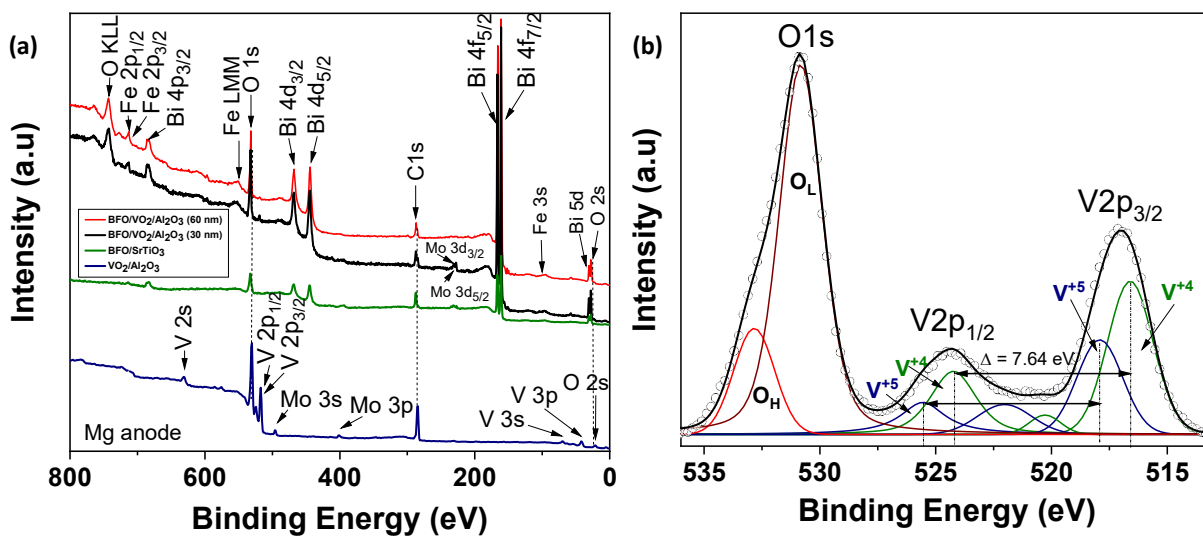 (a)
Intensity (a.u)
O KLL
Fe 2p1/2
Fe 2p3/2
Bi 4p3/2
Fe LMM
O 1s
Bi 4d3/2
Bi 4d5/2
C1s
Mo 3d3/2
Mo 3d5/2
Bi 4f5/2
Bi 4f7/2
Fe 3s
Bi 5d
O 2s
BFO/VO2/Al2O3 (60 nm)
BFO/VO2/Al2O3 (30 nm)
BFO/SrTiO3
VO2/Al2O3
V 2s
V 2p1/2
V 2p3/2
Mo 3s
Mo 3p
V 3s
V 3p
O 2s
Mg anode
800 600 400 200 0
Binding Energy (eV)
(b)
Intensity (a.u)
O1s
OL
OH
V2p1/2
V2p3/2
V+5
V+4
V+5
V+4
Δ = 7.64 eV
535 530 525 520 515
Binding Energy (eV)